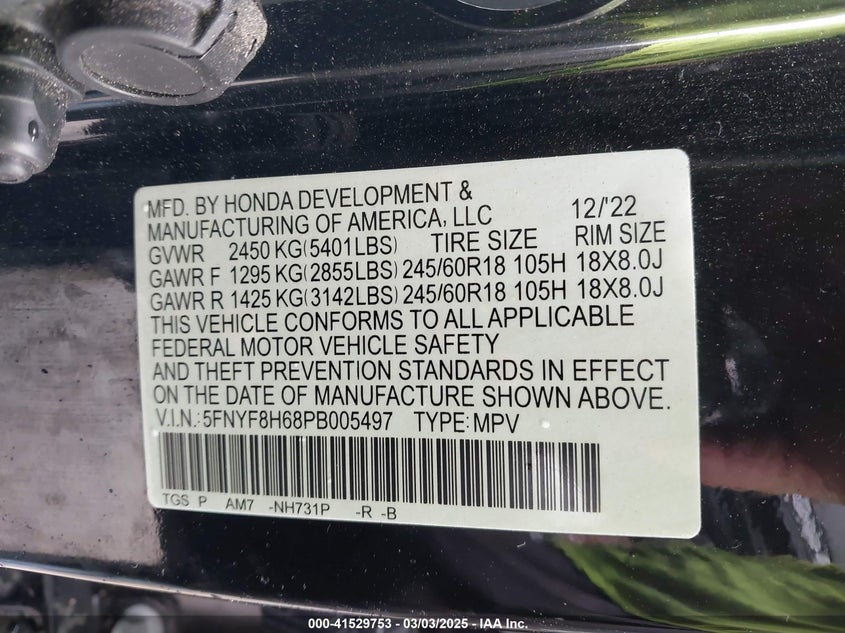 MFD. BY HONDA DEVELOPMENT &
MANUFACTURING OF AMERICA, LLC 12/'22
GVWR 2450 KG(5401LBS) TIRE SIZE RIM SIZE
GAWR F 1295 KG(2855LBS) 245/60R18 105H 18X8.0J
GAWR R 1425 KG(3142LBS) 245/60R18 105H 18X8.0J
THIS VEHICLE CONFORMS TO ALL APPLICABLE
FEDERAL MOTOR VEHICLE SAFETY
AND THEFT PREVENTION STANDARDS IN EFFECT
ON THE DATE OF MANUFACTURE SHOWN ABOVE.
V.I.N.: 5FNYF8H68PB005497 TYPE: MPV
TGS P AM7 -NH731P -R -B
000-41529753 - 03/03/2025 - IAA Inc.